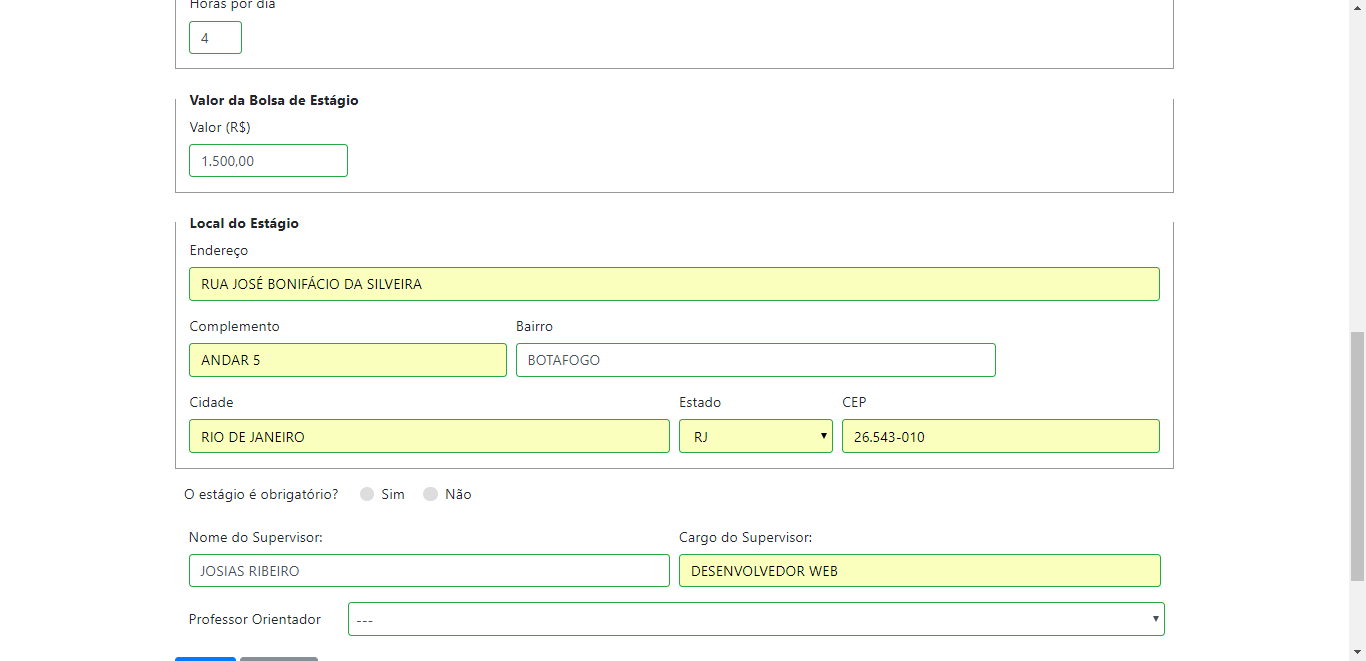 Horas por dia
4
Valor da Bolsa de Estágio
Valor (R$)
1.500,00
Local do Estágio
Endereço
RUA JOSÉ BONIFÁCIO DA SILVEIRA
Complemento Bairro
ANDAR 5 BOTAFOGO
Cidade Estado CEP
RIO DE JANEIRO RJ 26.543-010
O estágio é obrigatório? Sim Não
Nome do Supervisor: Cargo do Supervisor:
JOSIAS RIBEIRO DESENVOLVEDOR WEB
Professor Orientador ---